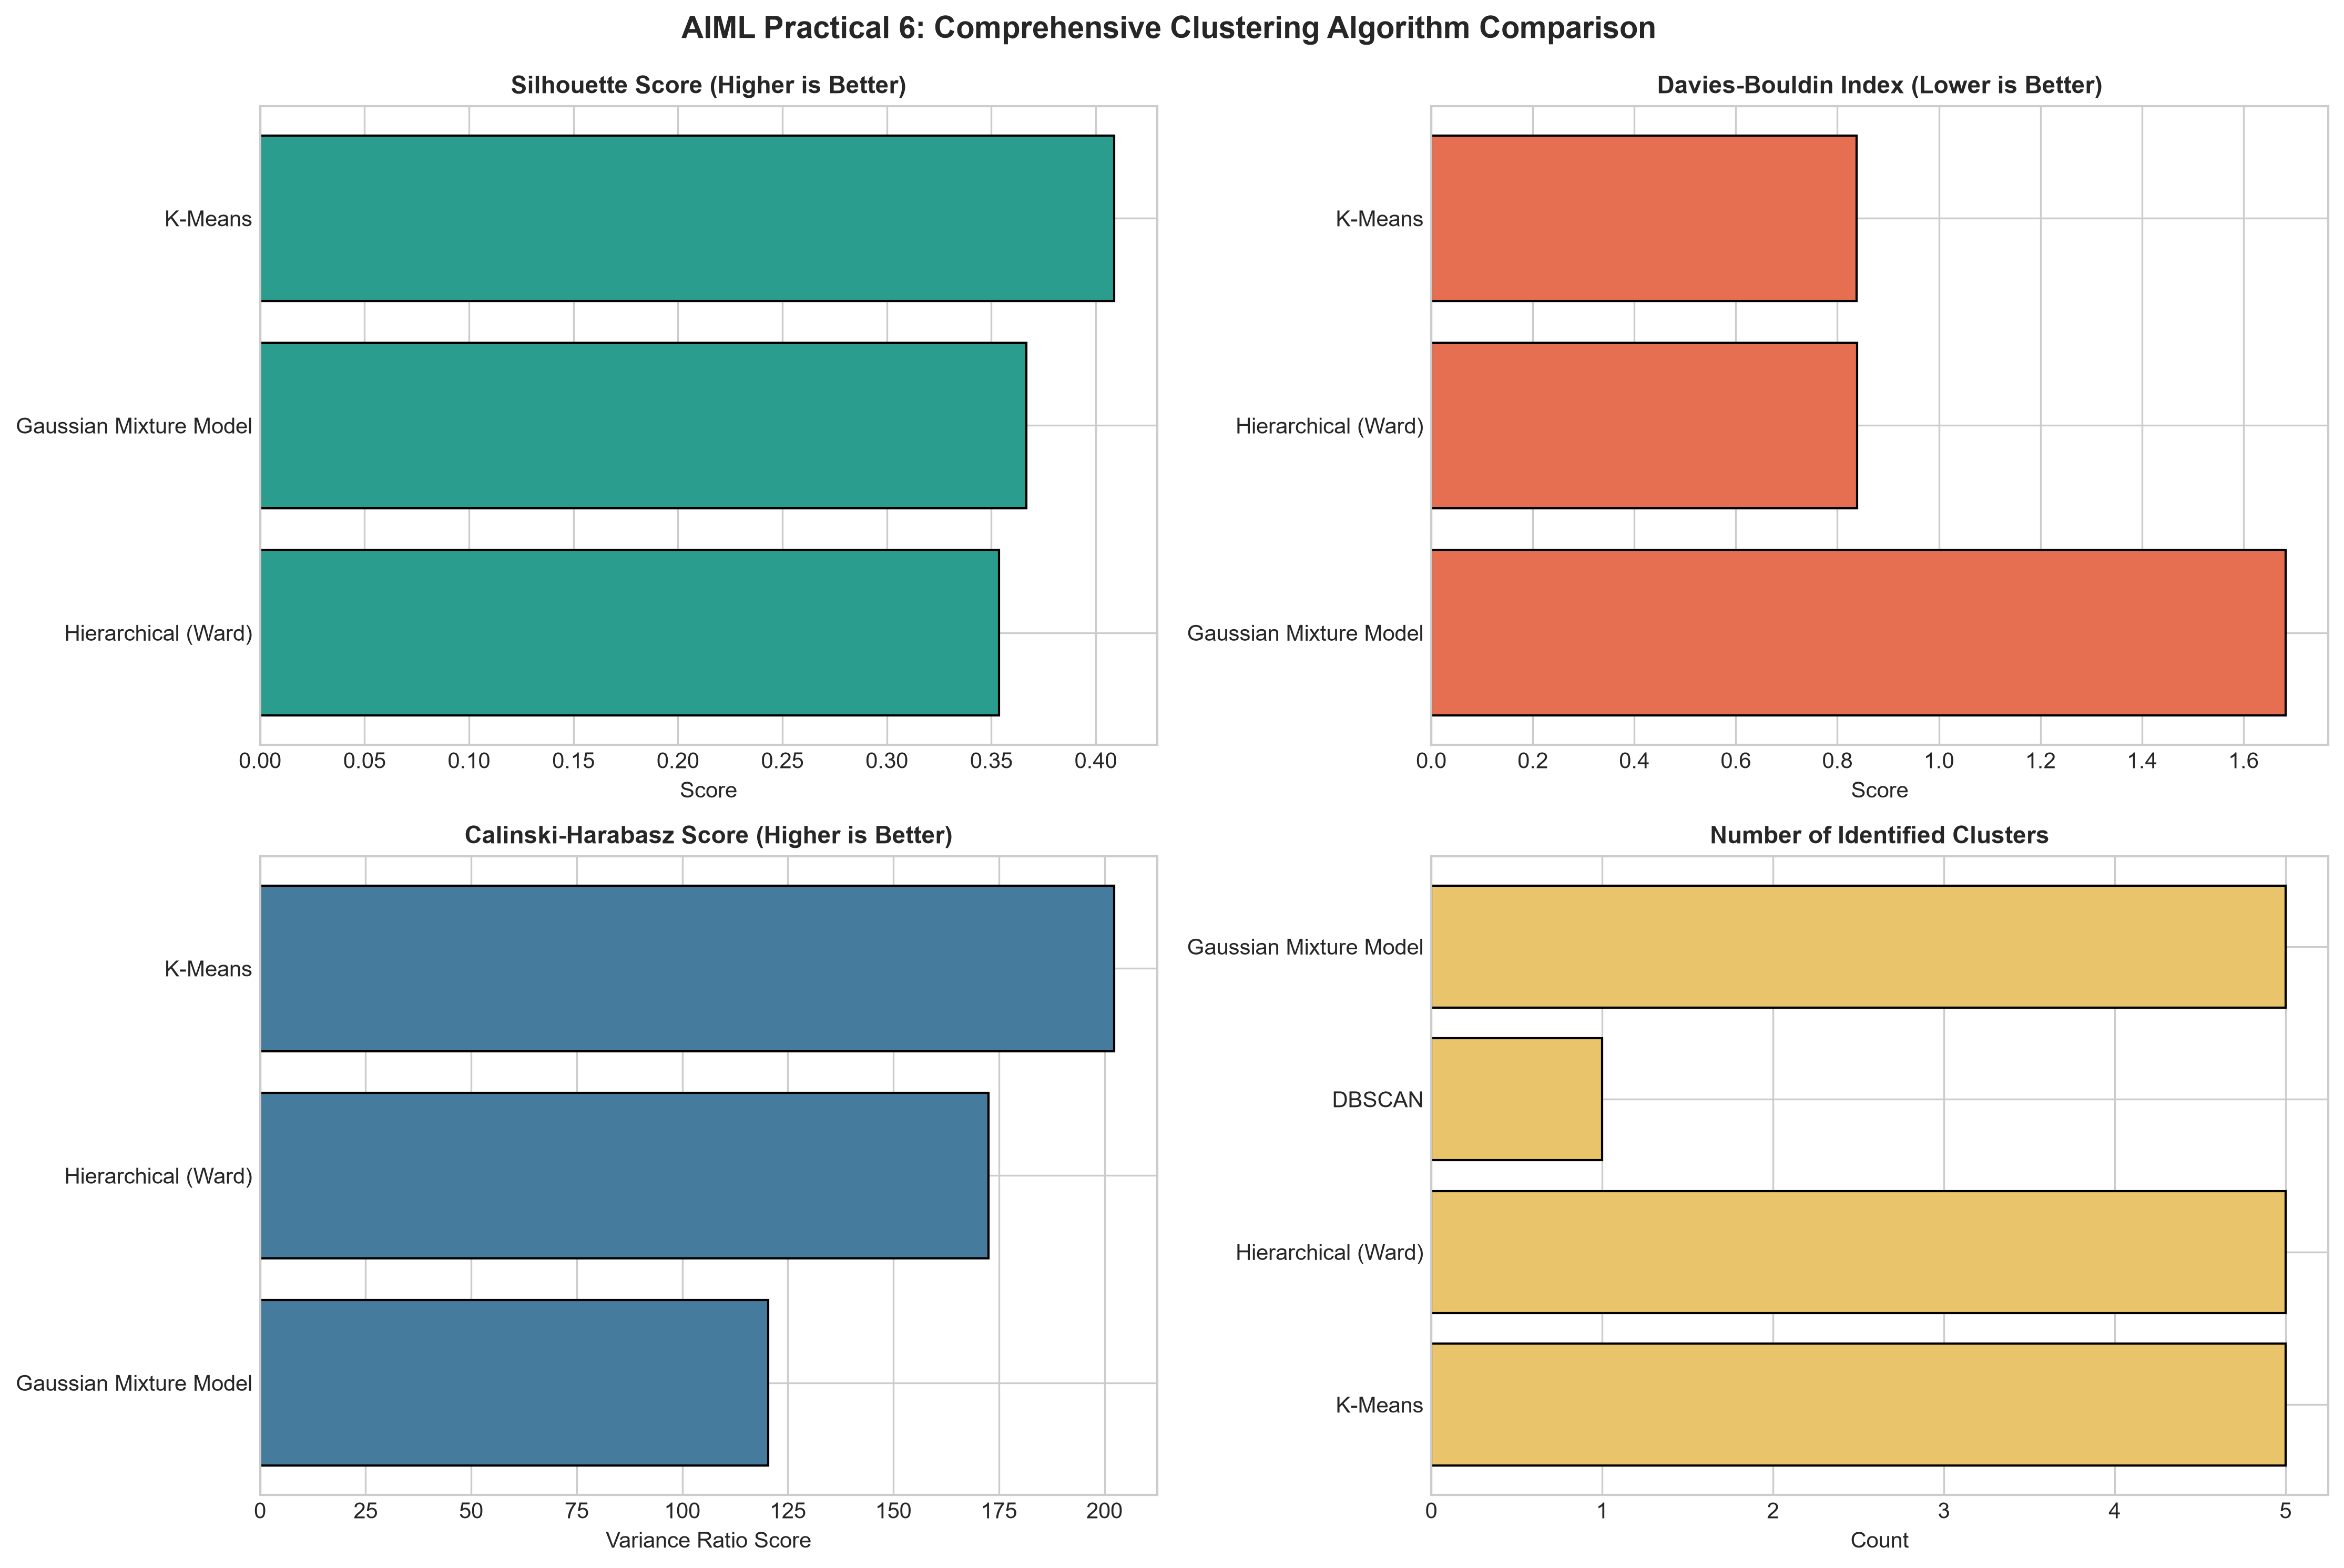 AIML Practical 6: Comprehensive Clustering Algorithm Comparison
Silhouette Score (Higher is Better)
K-Means
Gaussian Mixture Model
Hierarchical (Ward)
0.00 0.05 0.10 0.15 0.20 0.25 0.30 0.35 0.40
Score
Davies-Bouldin Index (Lower is Better)
K-Means
Hierarchical (Ward)
Gaussian Mixture Model
0.0 0.2 0.4 0.6 0.8 1.0 1.2 1.4 1.6
Score
Calinski-Harabasz Score (Higher is Better)
K-Means
Hierarchical (Ward)
Gaussian Mixture Model
0 25 50 75 100 125 150 175 200
Variance Ratio Score
Number of Identified Clusters
Gaussian Mixture Model
DBSCAN
Hierarchical (Ward)
K-Means
0 1 2 3 4 5
Count